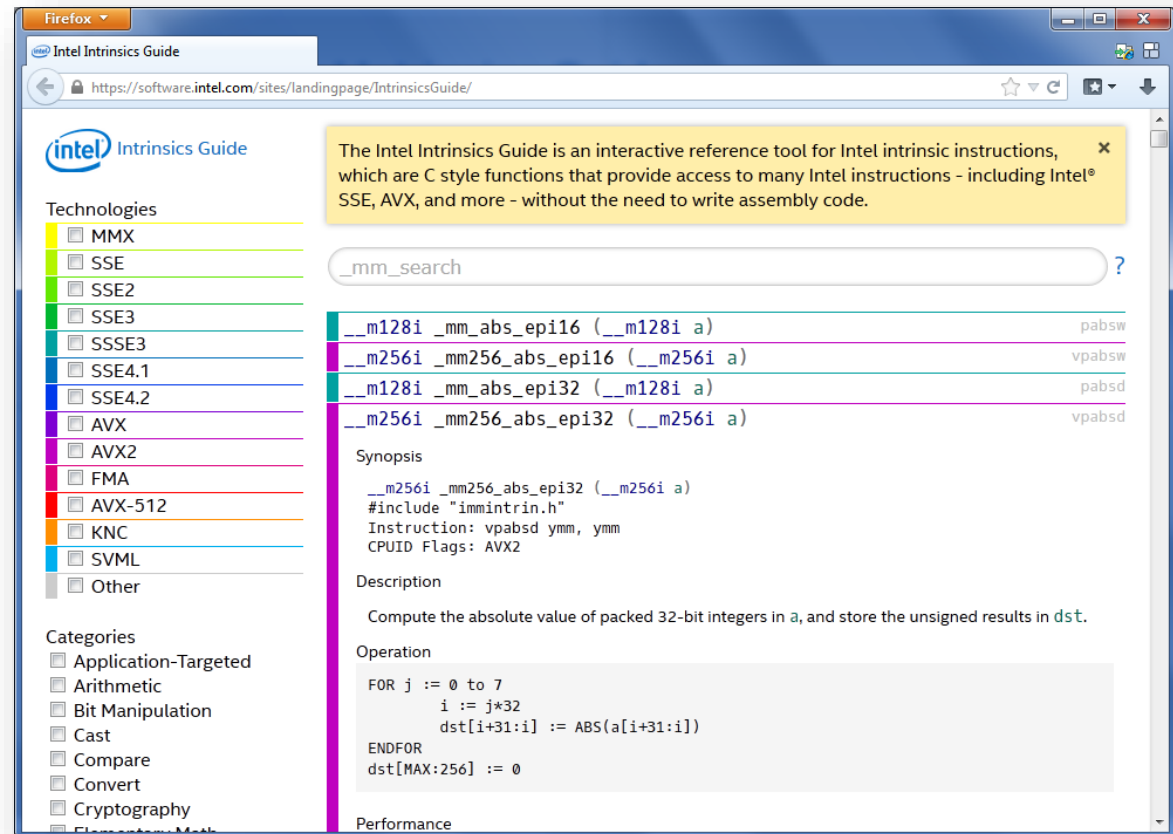 Firefox
Intel Intrinsics Guide
https://software.intel.com/sites/landingpage/IntrinsicsGuide/
intel Intrinsics Guide
Technologies
MMX
SSE
SSE2
SSE3
SSSE3
SSE4.1
SSE4.2
AVX
AVX2
FMA
AVX-512
KNC
SVML
Other
Categories
Application-Targeted
Arithmetic
Bit Manipulation
Cast
Compare
Convert
Cryptography
The Intel Intrinsics Guide is an interactive reference tool for Intel intrinsic instructions,
which are C style functions that provide access to many Intel instructions - including Intel®
SSE, AVX, and more - without the need to write assembly code.
_mm_search ?
__m128i _mm_abs_epi16 (__m128i a) pabsw
__m256i _mm256_abs_epi16 (__m256i a) vpabsw
__m128i _mm_abs_epi32 (__m128i a) pabsd
__m256i _mm256_abs_epi32 (__m256i a) vpabsd
Synopsis
__m256i _mm256_abs_epi32 (__m256i a)
#include "immintrin.h"
Instruction: vpabsd ymm, ymm
CPUID Flags: AVX2
Description
Compute the absolute value of packed 32-bit integers in a, and store the unsigned results in dst.
Operation
FOR j := 0 to 7
i := j*32
dst[i+31:i] := ABS(a[i+31:i])
ENDFOR
dst[MAX:256] := 0
Performance